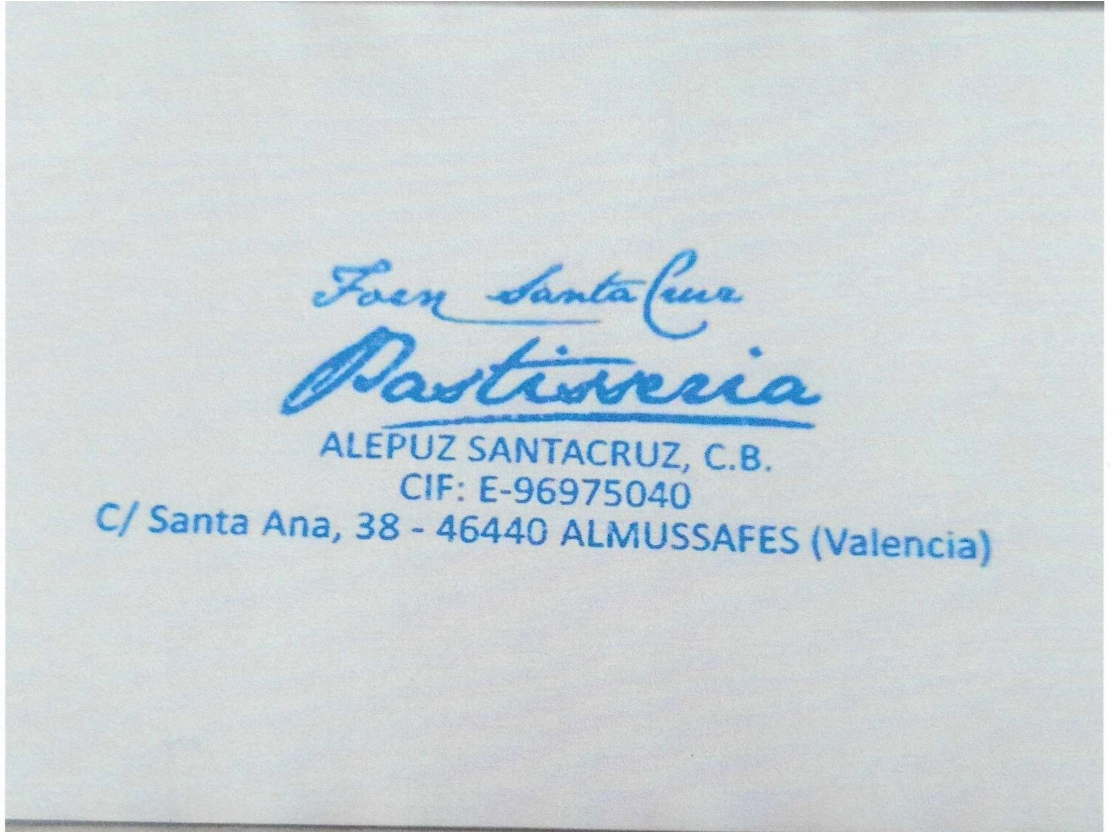 Forn Santa Cruz
Pastisseria
ALEPUZ SANTACRUZ, C.B.
CIF: E-96975040
C/ Santa Ana, 38 - 46440 ALMUSSAFES (Valencia)